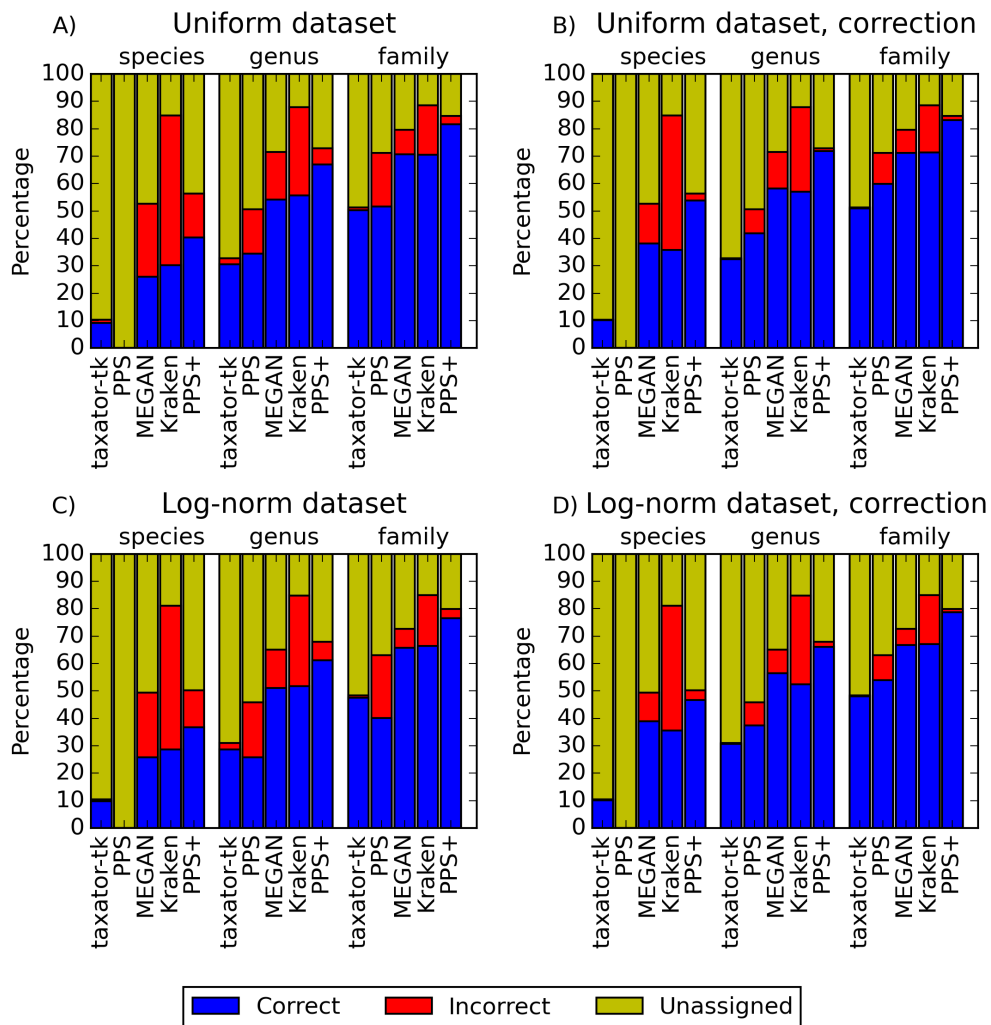 A) Uniform dataset
species genus family
100
90
80
70
60
50
40
30
20
10
0
Percentage
taxator-tk
PPS
MEGAN
Kraken
PPS+
taxator-tk
PPS
MEGAN
Kraken
PPS+
taxator-tk
PPS
MEGAN
Kraken
PPS+
B) Uniform dataset, correction
species genus family
100
90
80
70
60
50
40
30
20
10
0
Percentage
taxator-tk
PPS
MEGAN
Kraken
PPS+
taxator-tk
PPS
MEGAN
Kraken
PPS+
taxator-tk
PPS
MEGAN
Kraken
PPS+
C) Log-norm dataset
species genus family
100
90
80
70
60
50
40
30
20
10
0
Percentage
taxator-tk
PPS
MEGAN
Kraken
PPS+
taxator-tk
PPS
MEGAN
Kraken
PPS+
taxator-tk
PPS
MEGAN
Kraken
PPS+
D) Log-norm dataset, correction
species genus family
100
90
80
70
60
50
40
30
20
10
0
Percentage
taxator-tk
PPS
MEGAN
Kraken
PPS+
taxator-tk
PPS
MEGAN
Kraken
PPS+
taxator-tk
PPS
MEGAN
Kraken
PPS+
Correct Incorrect Unassigned